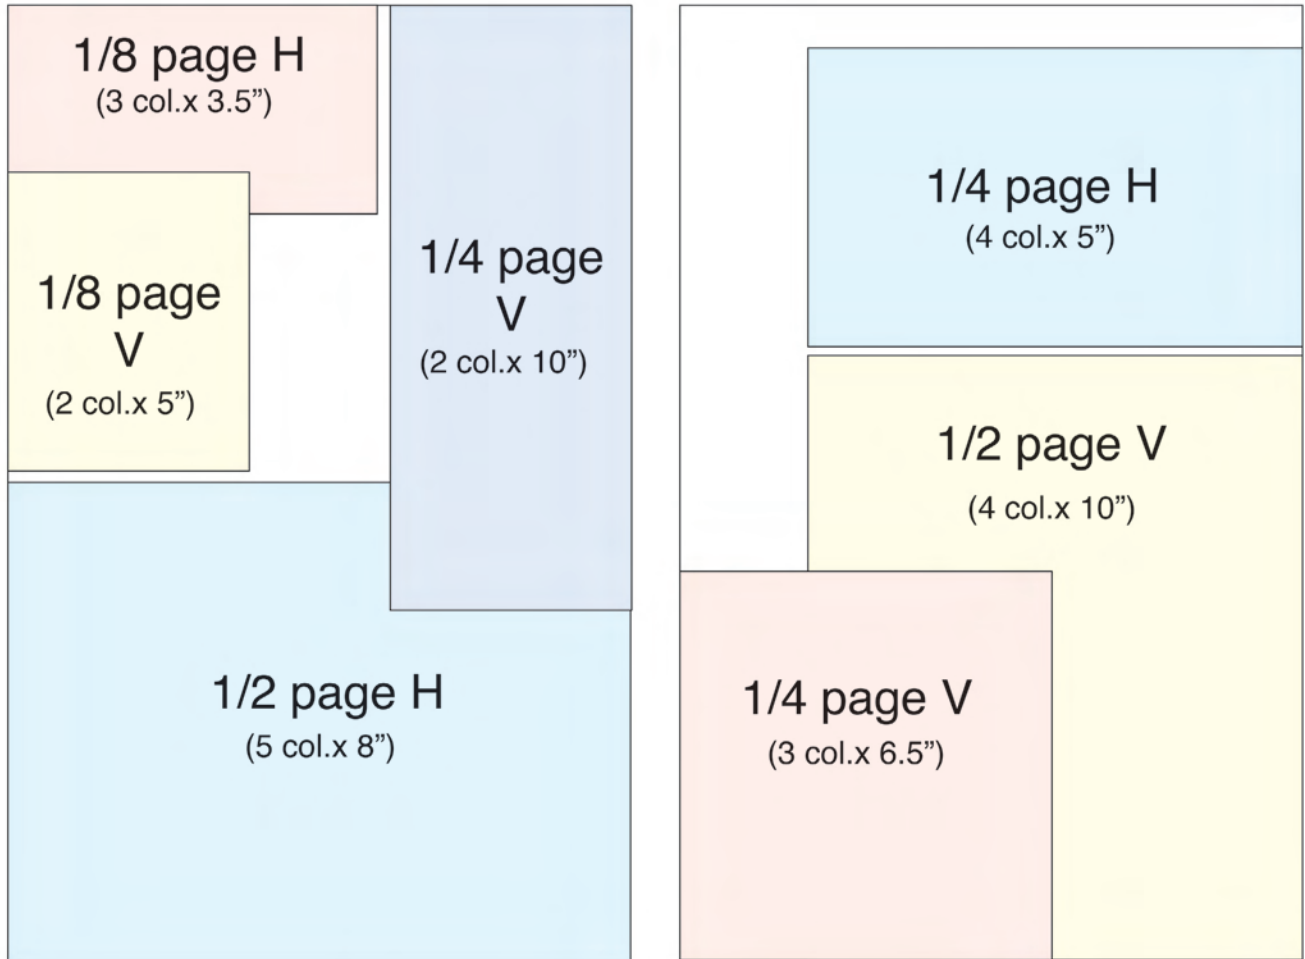 1/8 page H
(3 col.x 3.5”)
1/8 page
V
(2 col.x 5”)
1/4 page
V
(2 col.x 10”)
1/2 page H
(5 col.x 8”)
1/4 page H
(4 col.x 5”)
1/2 page V
(4 col.x 10”)
1/4 page V
(3 col.x 6.5”)